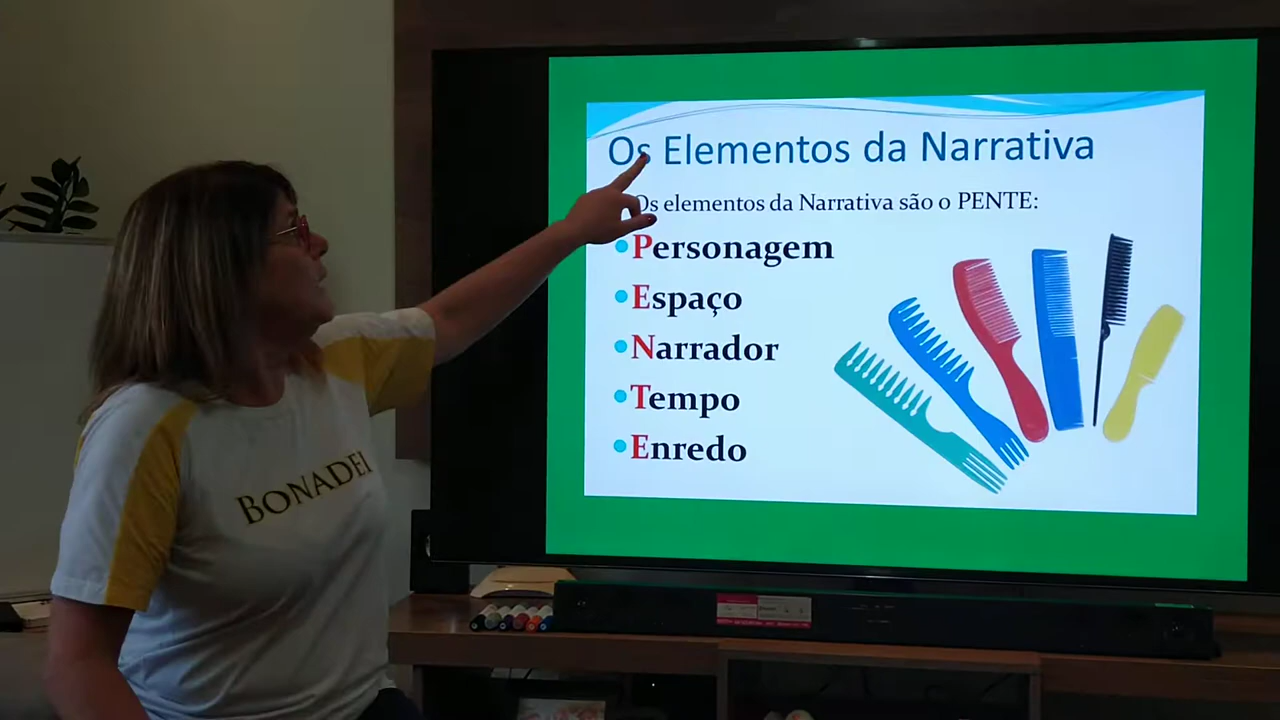 Os Elementos da Narrativa
Os elementos da Narrativa são o PENTE:
•Personagem
•Espaço
•Narrador
•Tempo
•Enredo
BONADEI